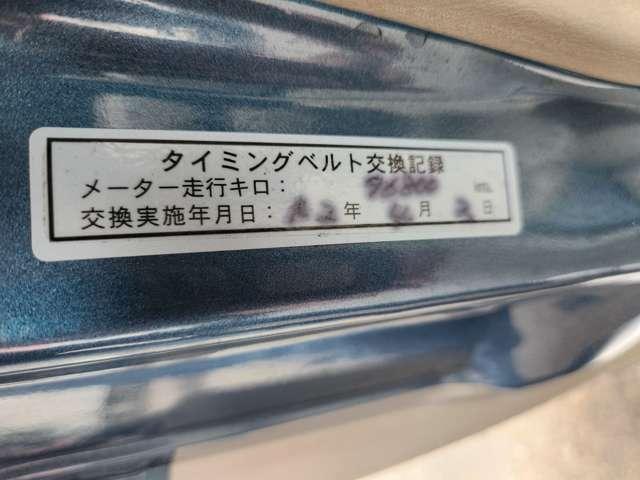 タイミングベルト交換記録
メーター走行キロ： km
交換実施年月日： 年 月 日